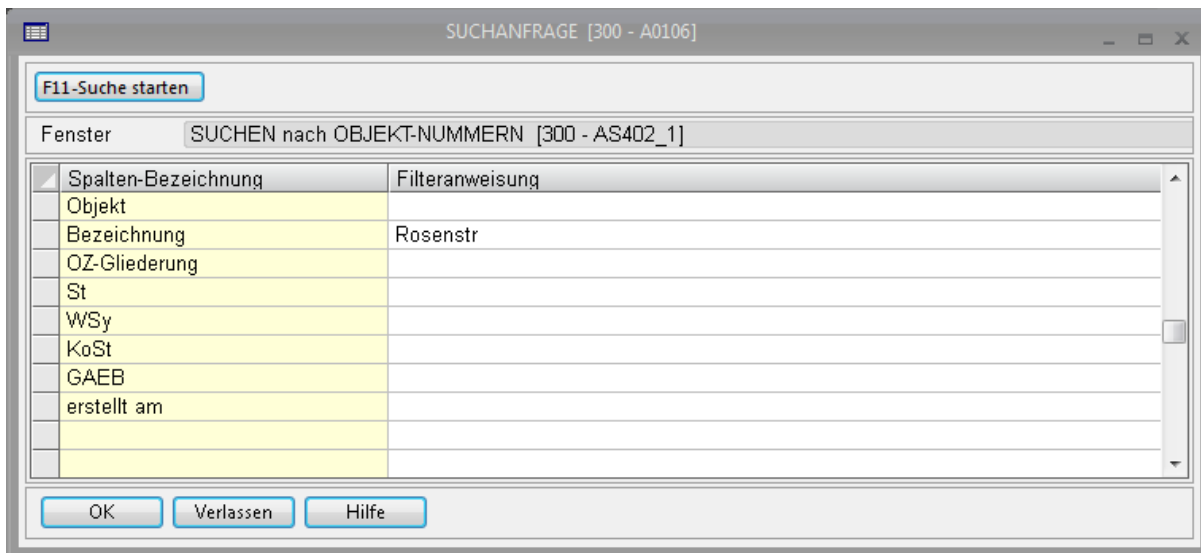 SUCHANFRAGE [300 - A0106]
F11-Suche starten
Fenster SUCHEN nach OBJEKT-NUMMERN [300 - AS402_1]
Spalten-Bezeichnung Filteranweisung
Objekt
Bezeichnung Rosenstr
OZ-Gliederung
St
WSy
KoSt
GAEB
erstellt am
OK Verlassen Hilfe